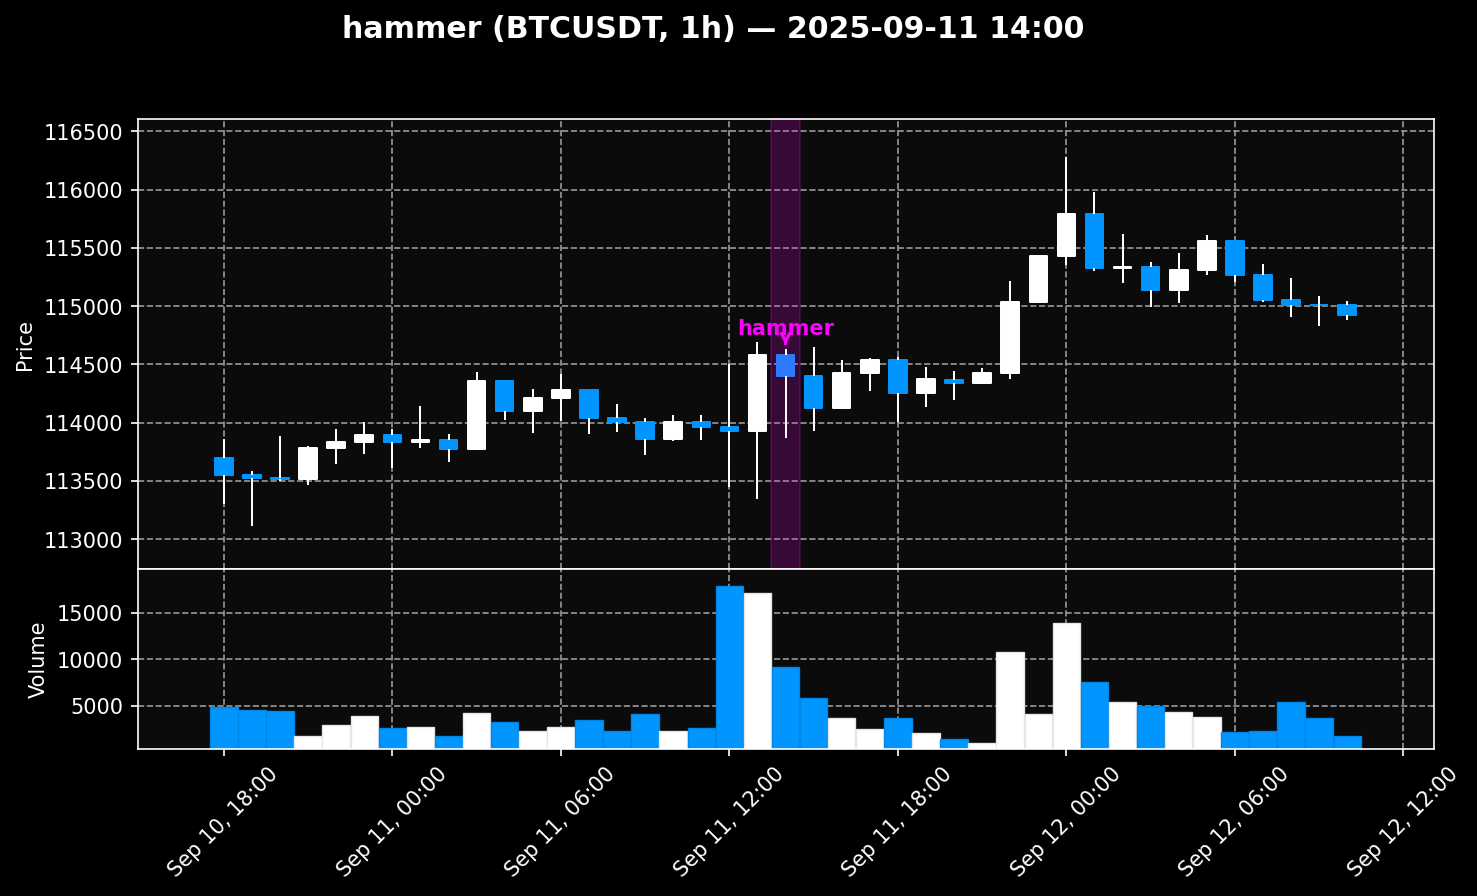 hammer (BTCUSDT, 1h) — 2025-09-11 14:00
116500
116000
115500
115000
114500
114000
113500
113000
Price
hammer
15000
10000
5000
Volume
Sep 10, 18:00
Sep 11, 00:00
Sep 11, 06:00
Sep 11, 12:00
Sep 11, 18:00
Sep 12, 00:00
Sep 12, 06:00
Sep 12, 12:00